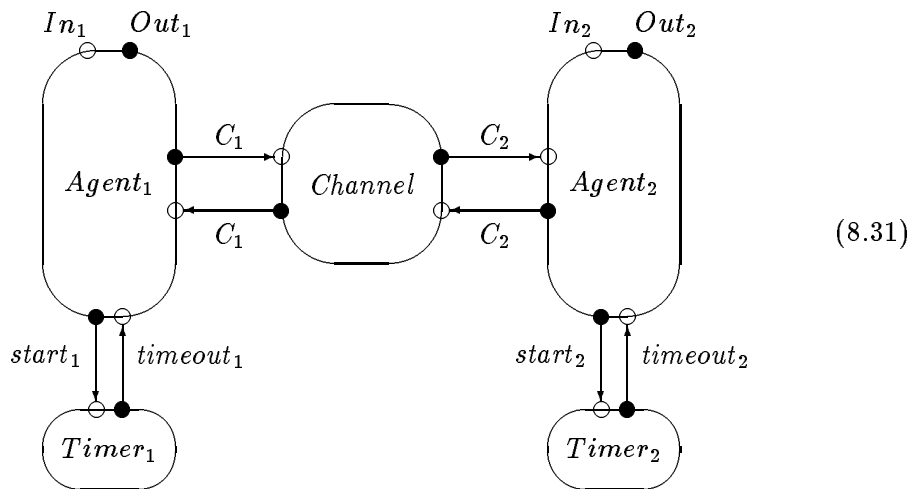 In₁ Out₁ In₂ Out₂
C₁ C₂
Agent₁ Channel Agent₂
(8.31)
C₁ C₂
start₁ timeout₁ start₂ timeout₂
Timer₁ Timer₂